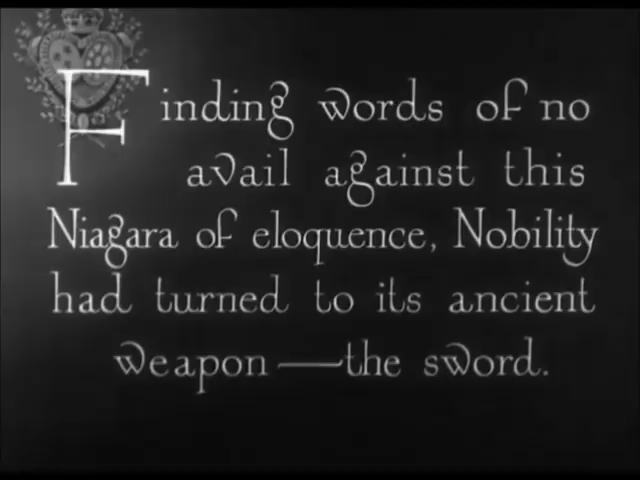 Finding words of no
avail against this
Niagara of eloquence, Nobility
had turned to its ancient
weapon—the sword.